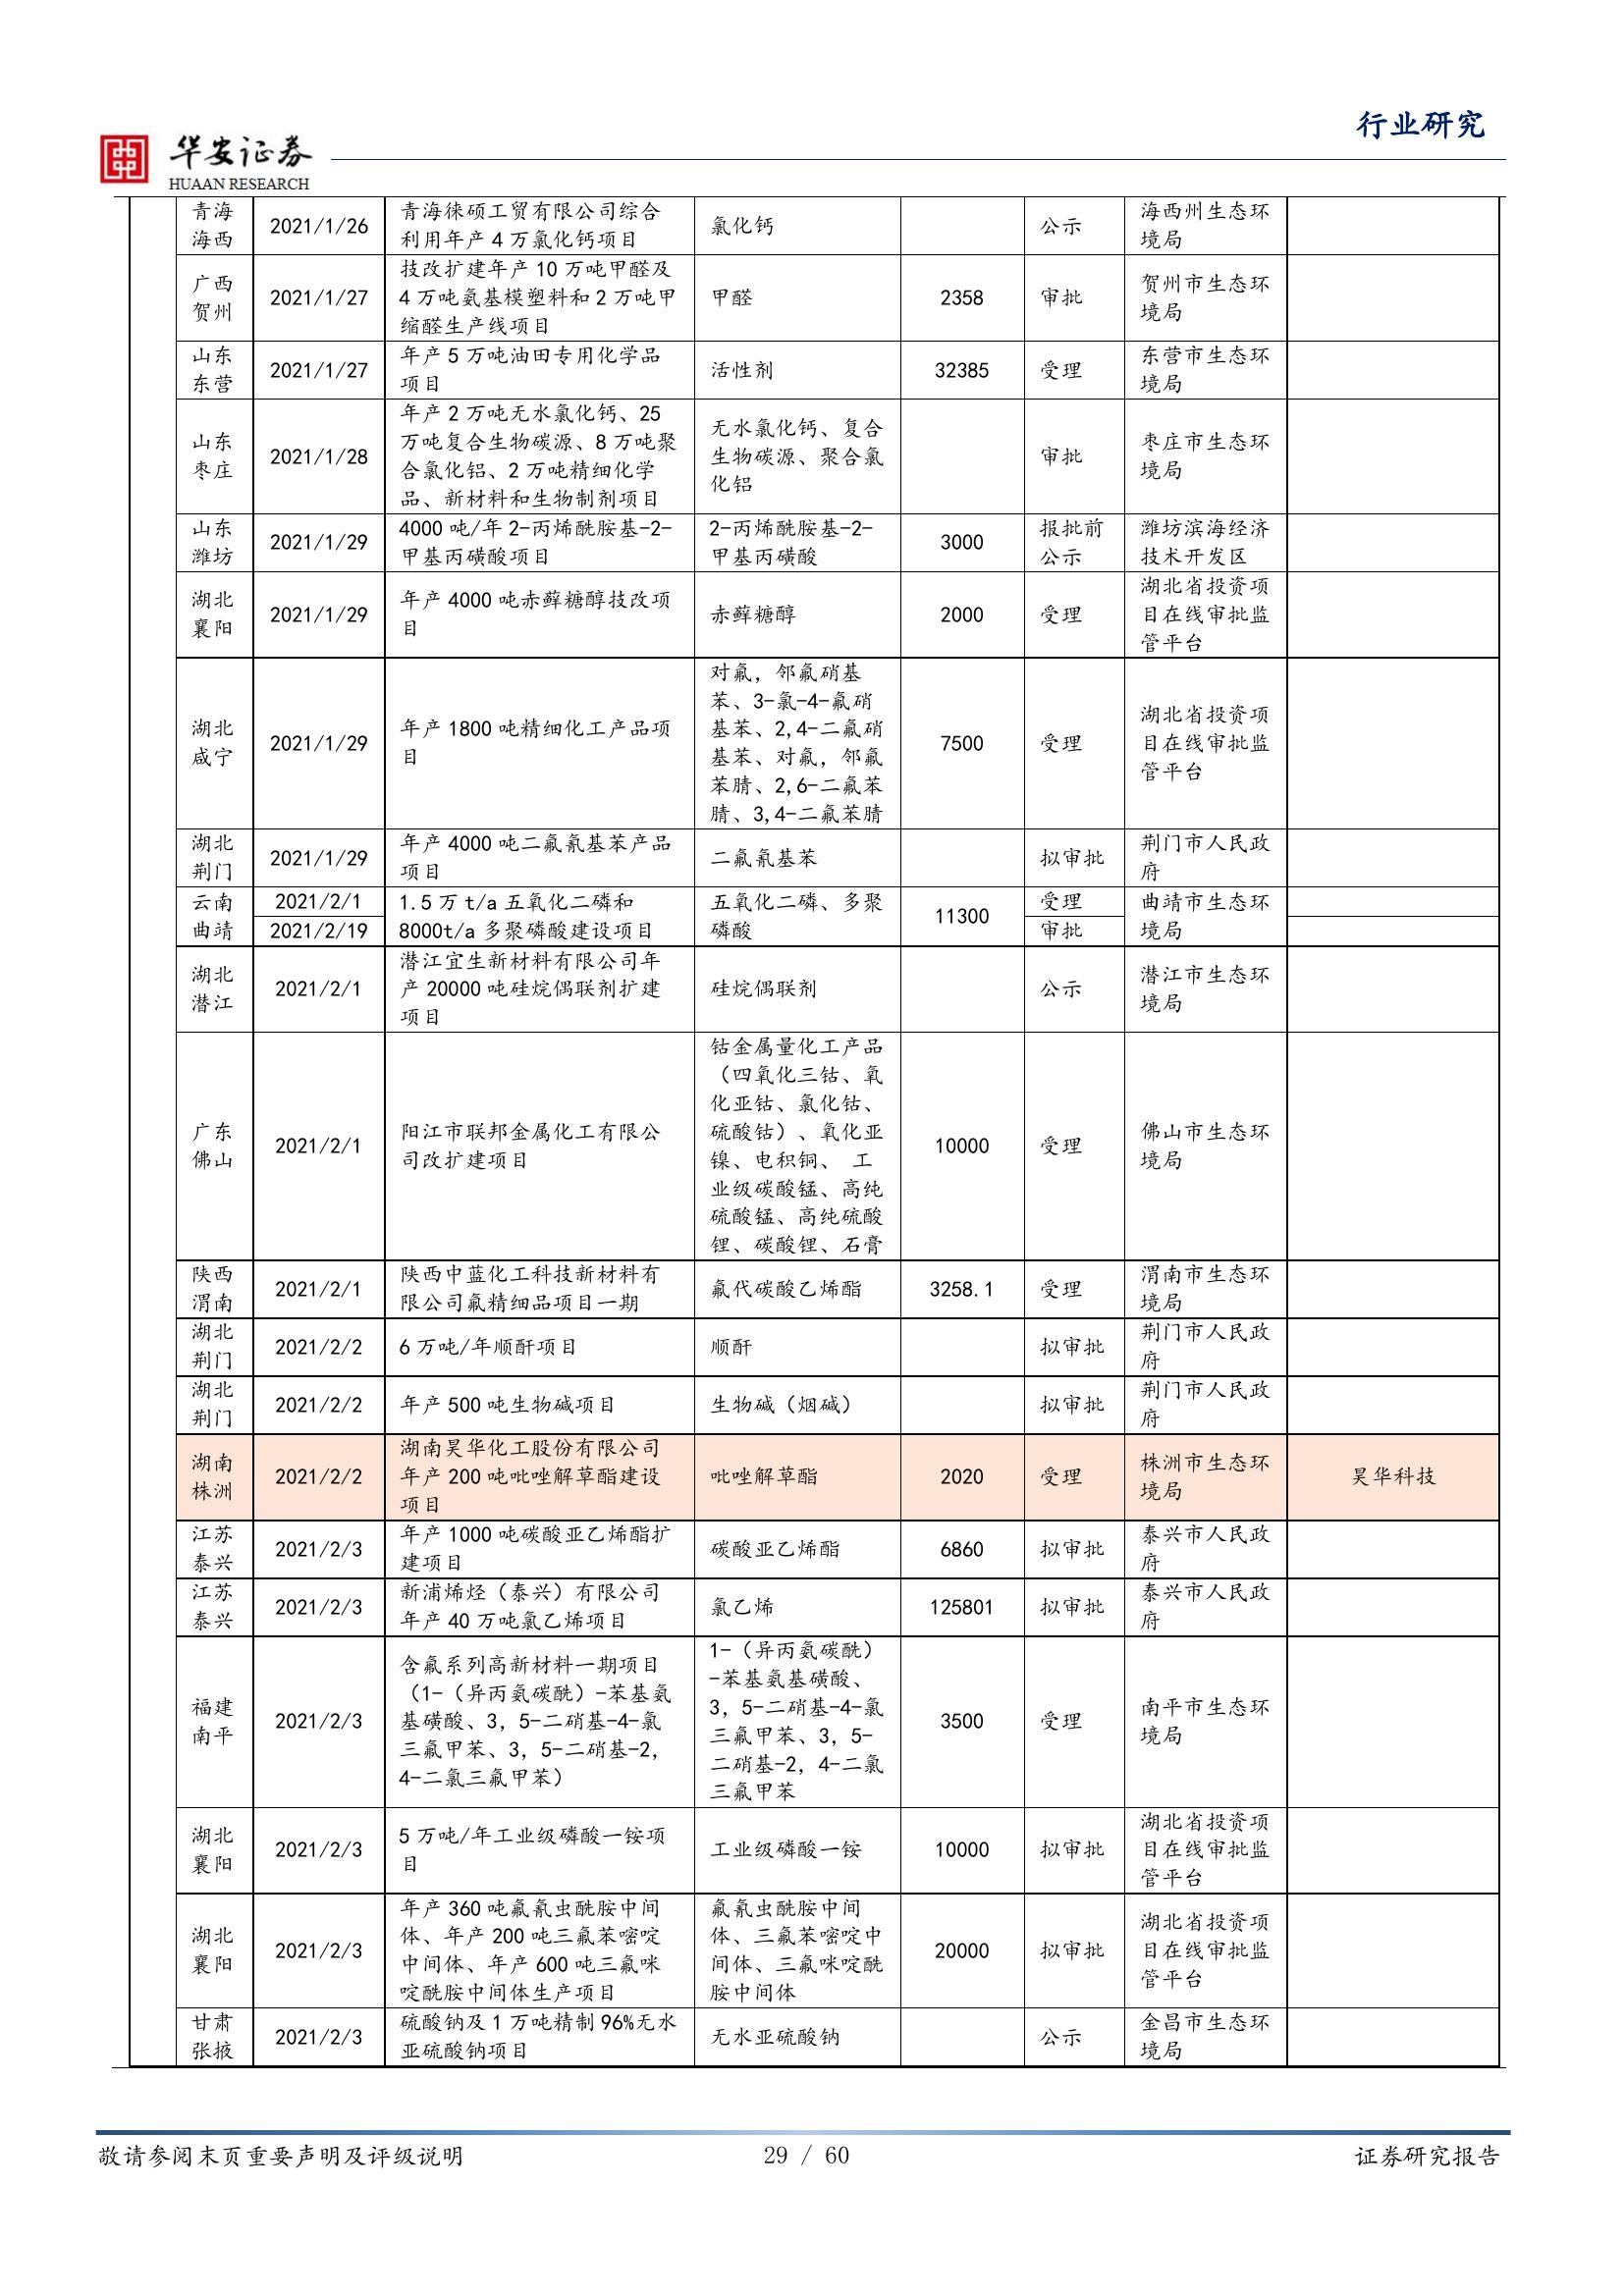 行业研究
华安证券
HUAAN RESEARCH
青海
海西
2021/1/26
青海徕硕工贸有限公司综合
利用年产4万氯化钙项目
氯化钙
公示
海西州生态环
境局
广西
贺州
2021/1/27
技改扩建年产10万吨甲醛及
4万吨氨基模塑料和2万吨甲
缩醛生产线项目
甲醛
2358
审批
贺州市生态环
境局
山东
东营
2021/1/27
年产5万吨油田专用化学品
项目
活性剂
32385
受理
东营市生态环
境局
山东
枣庄
2021/1/28
年产2万吨无水氯化钙、25
万吨复合生物碳源、8万吨聚
合氯化铝、2万吨精细化学
品、新材料和生物制剂项目
无水氯化钙、复合
生物碳源、聚合氯
化铝
审批
枣庄市生态环
境局
山东
潍坊
2021/1/29
4000吨/年2-丙烯酰胺基-2-
甲基丙磺酸项目
2-丙烯酰胺基-2-
甲基丙磺酸
3000
报批前
公示
潍坊滨海经济
技术开发区
湖北
襄阳
2021/1/29
年产4000吨赤藓糖醇技改项
目
赤藓糖醇
2000
受理
湖北省投资项
目在线审批监
管平台
湖北
咸宁
2021/1/29
年产1800吨精细化工产品项
目
对氟，邻氟硝基
苯、3-氯-4-氟硝
基苯、2,4-二氟硝
基苯、对氟，邻氟
苯腈、2,6-二氟苯
腈、3,4-二氟苯腈
7500
受理
湖北省投资项
目在线审批监
管平台
湖北
荆门
2021/1/29
年产4000吨二氟氰基苯产品
项目
二氟氰基苯
拟审批
荆门市人民政
府
云南
曲靖
2021/2/1
2021/2/19
1.5万t/a五氧化二磷和
8000t/a多聚磷酸建设项目
五氧化二磷、多聚
磷酸
11300
受理
审批
曲靖市生态环
境局
湖北
潜江
2021/2/1
潜江宜生新材料有限公司年
产20000吨硅烷偶联剂扩建
项目
硅烷偶联剂
公示
潜江市生态环
境局
广东
佛山
2021/2/1
阳江市联邦金属化工有限公
司改扩建项目
钴金属量化工产品
（四氧化三钴、氧
化亚钴、氯化钴、
硫酸钴）、氧化亚
镍、电积铜、 工
业级碳酸锰、高纯
硫酸锰、高纯硫酸
锂、碳酸锂、石膏
10000
受理
佛山市生态环
境局
陕西
渭南
2021/2/1
陕西中蓝化工科技新材料有
限公司氟精细品项目一期
氟代碳酸乙烯酯
3258.1
受理
渭南市生态环
境局
湖北
荆门
2021/2/2
6万吨/年顺酐项目
顺酐
拟审批
荆门市人民政
府
湖北
荆门
2021/2/2
年产500吨生物碱项目
生物碱（烟碱）
拟审批
荆门市人民政
府
湖南
株洲
2021/2/2
湖南昊华化工股份有限公司
年产200吨吡唑解草酯建设
项目
吡唑解草酯
2020
受理
株洲市生态环
境局
昊华科技
江苏
泰兴
2021/2/3
年产1000吨碳酸亚乙烯酯扩
建项目
碳酸亚乙烯酯
6860
拟审批
泰兴市人民政
府
江苏
泰兴
2021/2/3
新浦烯烃（泰兴）有限公司
年产40万吨氯乙烯项目
氯乙烯
125801
拟审批
泰兴市人民政
府
福建
南平
2021/2/3
含氟系列高新材料一期项目
（1-（异丙氨碳酰）-苯基氨
基磺酸、3，5-二硝基-4-氯
三氟甲苯、3，5-二硝基-2，
4-二氯三氟甲苯）
1-（异丙氨碳酰）
-苯基氨基磺酸、
3，5-二硝基-4-氯
三氟甲苯、3，5-
二硝基-2，4-二氯
三氟甲苯
3500
受理
南平市生态环
境局
湖北
襄阳
2021/2/3
5万吨/年工业级磷酸一铵项
目
工业级磷酸一铵
10000
拟审批
湖北省投资项
目在线审批监
管平台
湖北
襄阳
2021/2/3
年产360吨氟氰虫酰胺中间
体、年产200吨三氟苯嘧啶
中间体、年产600吨三氟咪
啶酰胺中间体生产项目
氟氰虫酰胺中间
体、三氟苯嘧啶中
间体、三氟咪啶酰
胺中间体
20000
拟审批
湖北省投资项
目在线审批监
管平台
甘肃
张掖
2021/2/3
硫酸钠及1万吨精制96%无水
亚硫酸钠项目
无水亚硫酸钠
公示
金昌市生态环
境局
敬请参阅末页重要声明及评级说明
29 / 60
证券研究报告